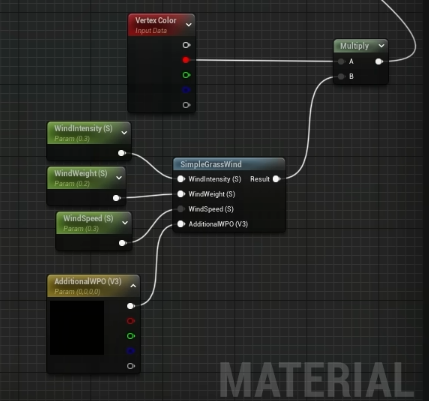 Vertex Color
Input Data
Multiply
A
B
WindIntensity (S)
Param (0.3)
WindWeight (S)
Param (0.2)
WindSpeed (S)
Param (0.3)
SimpleGrassWind
WindIntensity (S) Result
WindWeight (S)
WindSpeed (S)
AdditionalWPO (V3)
AdditionalWPO (V3)
Param (0,0,0,0)
MATERIAL